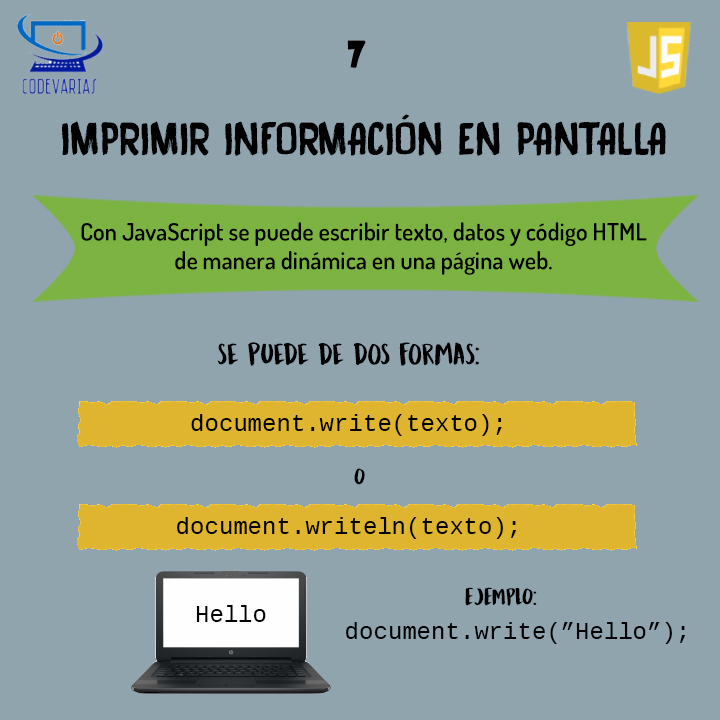 CODEVARIAS
7
JS
IMPRIMIR INFORMACIÓN EN PANTALLA
Con JavaScript se puede escribir texto, datos y código HTML
de manera dinámica en una página web.
SE PUEDE DE DOS FORMAS:
document.write(texto);
O
document.writeln(texto);
Hello
EJEMPLO:
document.write(”Hello”);
hp